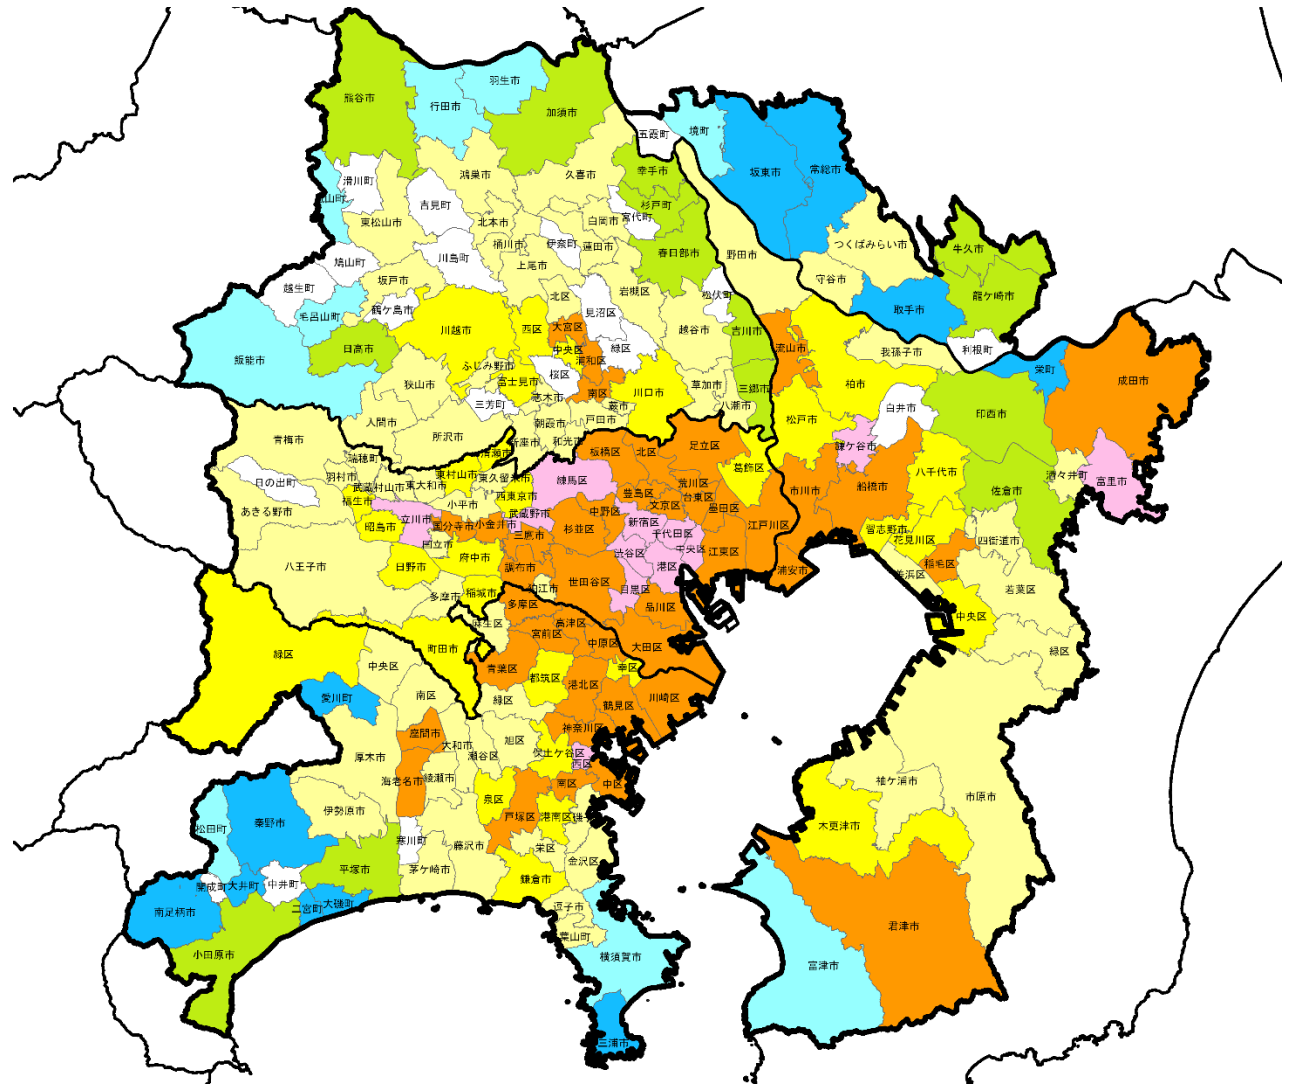 羽生市
熊谷市
行田市
加須市
境町
五霞町
坂東市
常総市
幸手市
滑川町
鴻巣市
久喜市
山町
吉見町
杉戸町
東松山市
北本市
白岡市
宮代町
桶川市
伊奈町
蓮田市
野田市
つくばみらい市
牛久市
鳩山町
川島町
上尾市
春日部市
守谷市
越生町
坂戸市
岩槻区
松伏町
龍ケ崎市
毛呂山町
鶴ケ島市
北区
見沼区
取手市
川越市
西区
大宮区
越谷市
吉川市
飯能市
日高市
中央区
緑区
流山市
我孫子市
利根町
ふじみ野市
浦和区
栄町
成田市
狭山市
富士見市
桜区
南区
川口市
草加市
三郷市
柏市
三芳町
志木市
蕨市
八潮市
白井市
印西市
入間市
朝霞市
戸田市
松戸市
青梅市
所沢市
新座市
和光市
足立区
鎌ケ谷市
瑞穂町
清瀬市
板橋区
北区
葛飾区
八千代市
酒々井町
富里市
日の出町
羽村市
東村山市
東久留米市
練馬区
荒川区
市川市
船橋市
武蔵村山市
東大和市
西東京市
豊島区
台東区
佐倉市
福生市
小平市
文京区
墨田区
あきる野市
立川市
武蔵野市
中野区
新宿区
昭島市
国分寺市
小金井市
杉並区
千代田区
江戸川区
習志野市
花見川区
四街道市
国立市
三鷹市
渋谷区
中央区
江東区
八王子市
日野市
府中市
調布市
港区
浦安市
稲毛区
世田谷区
目黒区
美浜区
若葉区
多摩市
稲城市
狛江市
多摩区
品川区
中央区
麻生区
高津区
緑区
町田市
宮前区
中原区
大田区
緑区
中央区
青葉区
都筑区
幸区
愛川町
南区
緑区
港北区
川崎区
鶴見区
座間市
神奈川区
大和市
旭区
厚木市
瀬谷区
保土ケ谷区
西区
海老名市
綾瀬市
南区
中区
袖ケ浦市
泉区
市原市
伊勢原市
戸塚区
港南区
磯子
秦野市
木更津市
松田町
寒川町
藤沢市
栄区
平塚市
茅ケ崎市
金沢区
開成町
大井町
中井町
鎌倉市
南足柄市
二宮町
大磯町
逗子市
君津市
葉山町
小田原市
横須賀市
富津市
三浦市